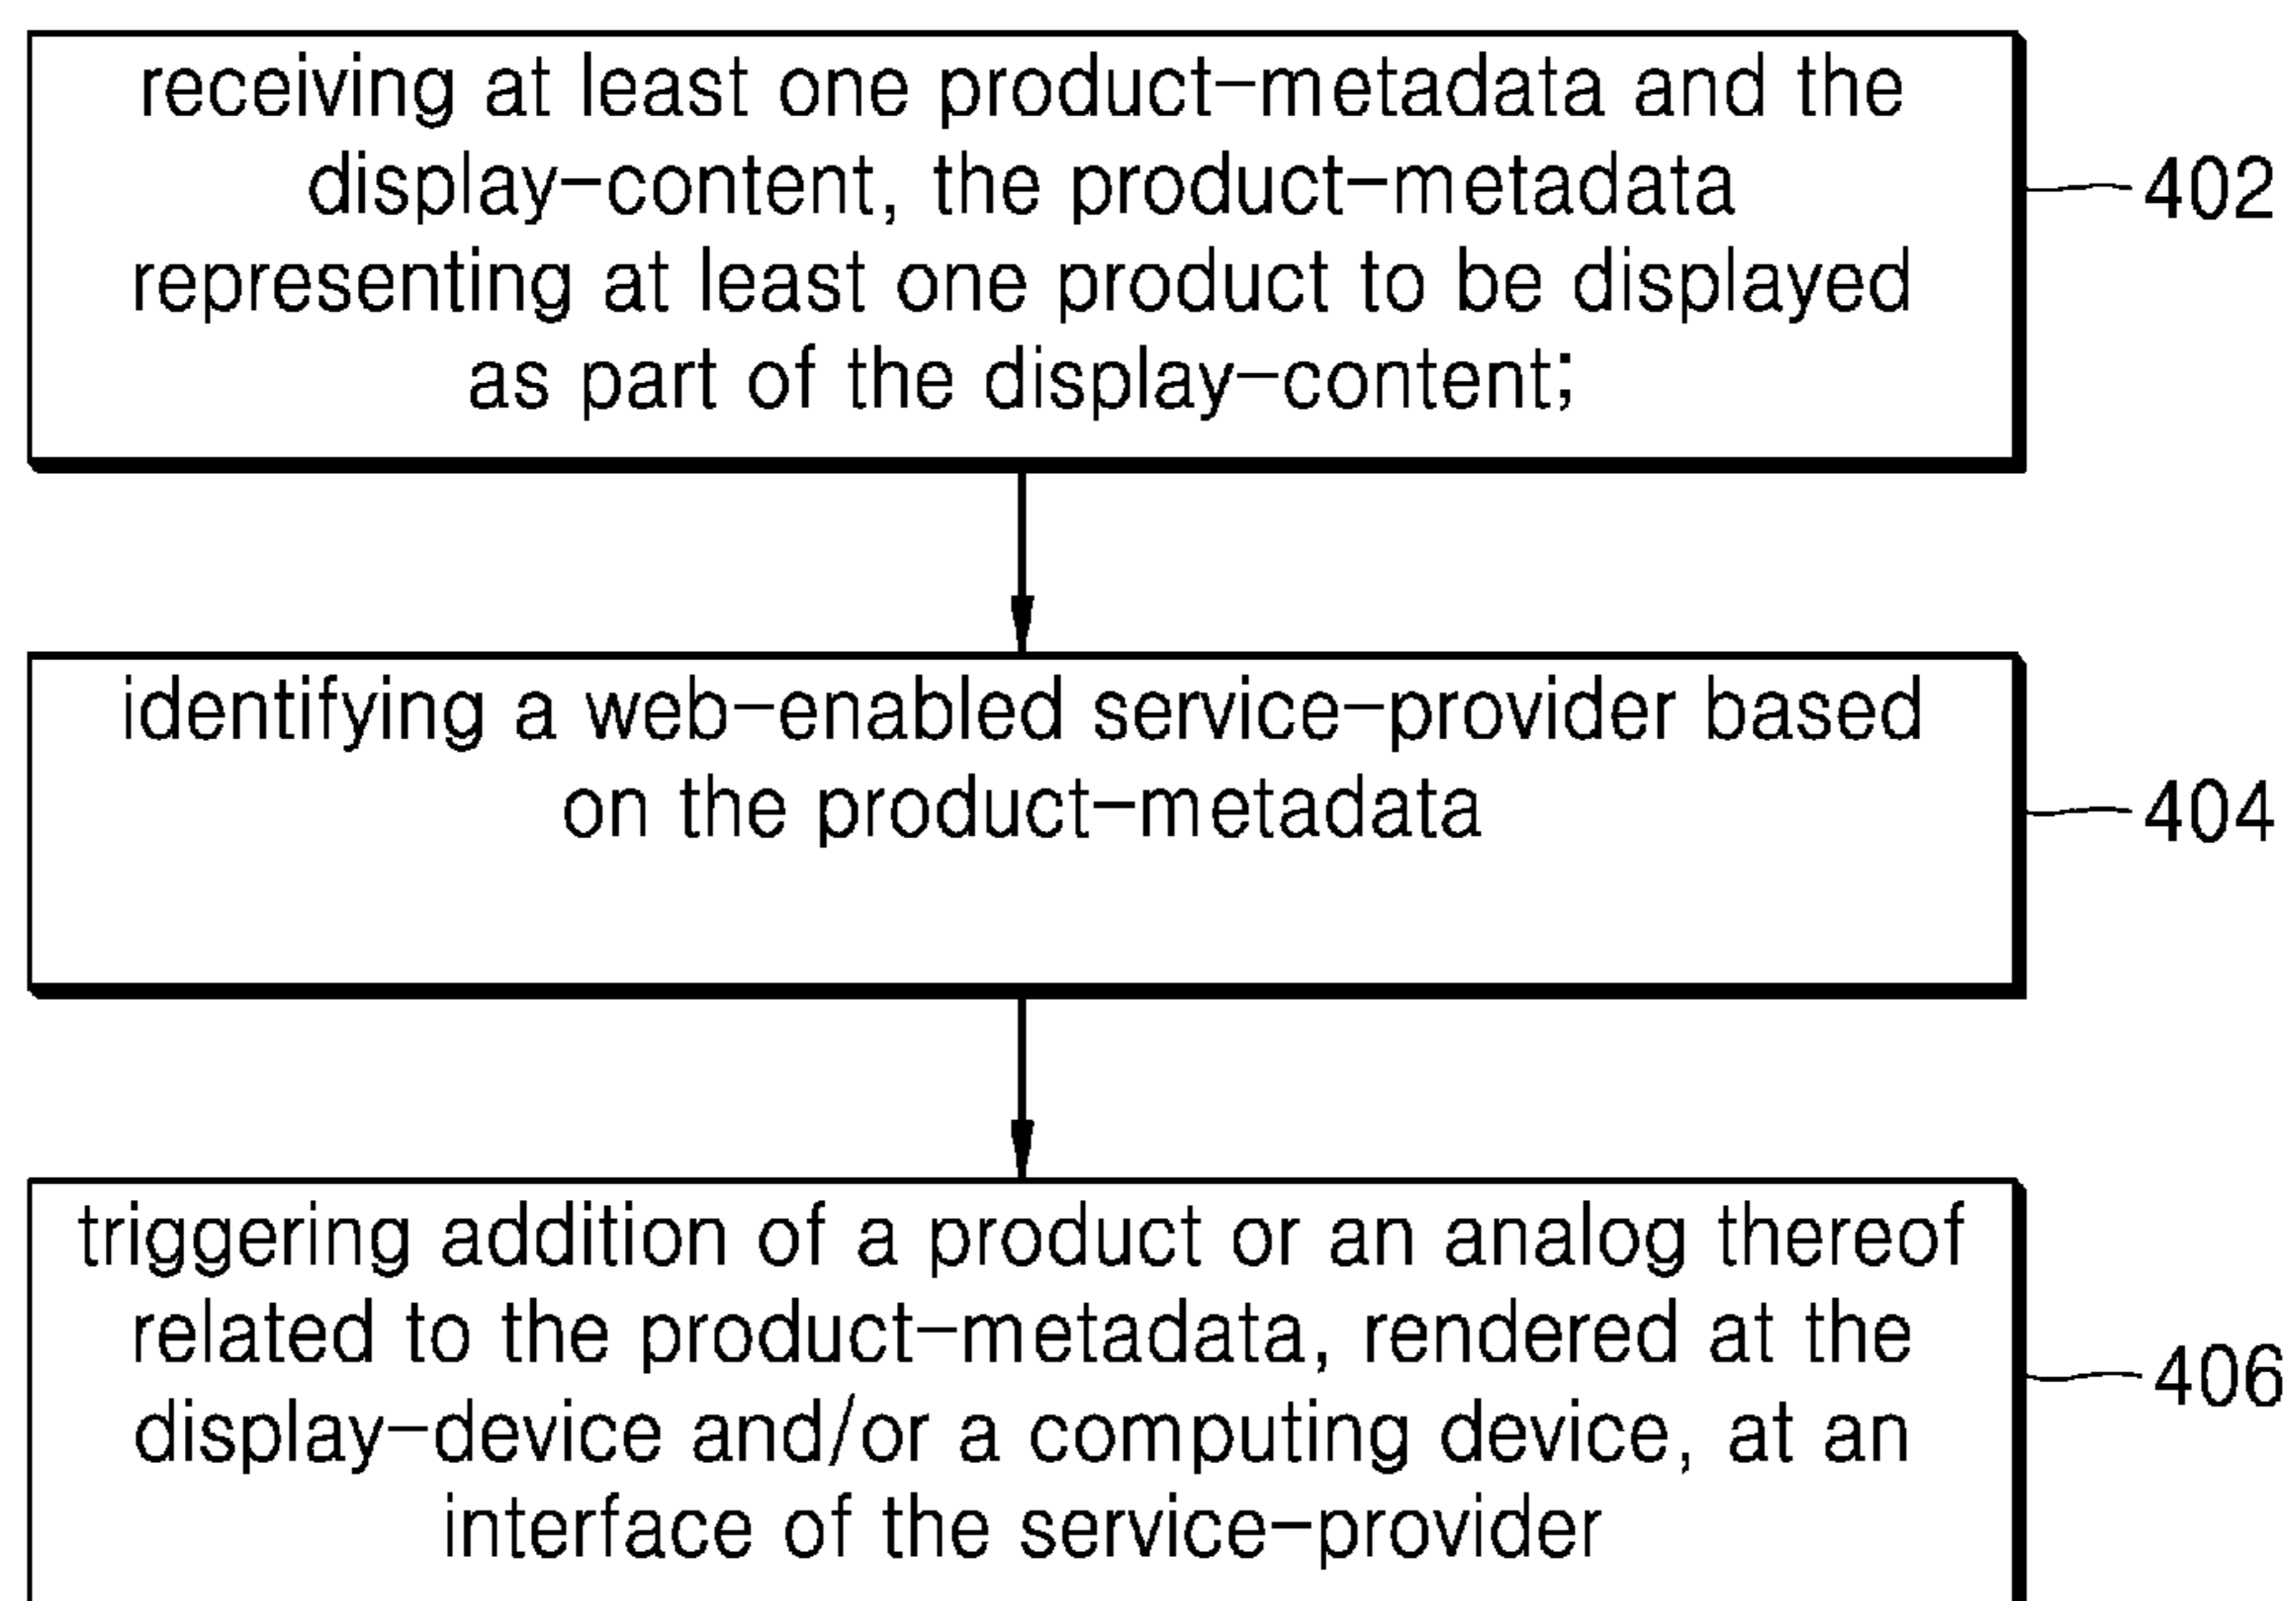 receiving at least one product-metadata and the
display-content, the product-metadata
representing at least one product to be displayed
as part of the display-content;
402
identifying a web-enabled service-provider based
on the product-metadata
404
triggering addition of a product or an analog thereof
related to the product-metadata, rendered at the
display-device and/or a computing device, at an
interface of the service-provider
406